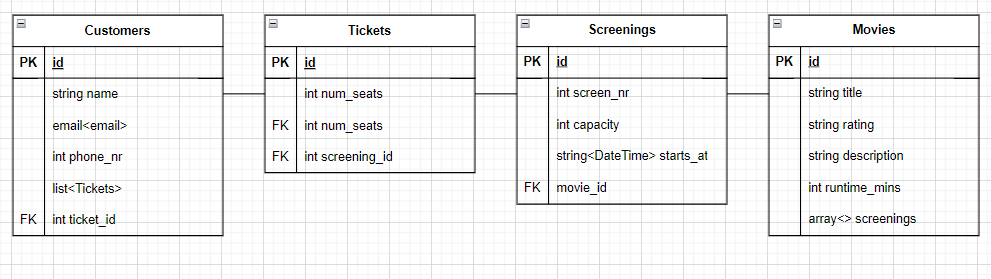 Customers
PK id
string name
email<email>
int phone_nr
list<Tickets>
FK int ticket_id
Tickets
PK id
int num_seats
FK int num_seats
FK int screening_id
Screenings
PK id
int screen_nr
int capacity
string<DateTime> starts_at
FK movie_id
Movies
PK id
string title
string rating
string description
int runtime_mins
array<> screenings